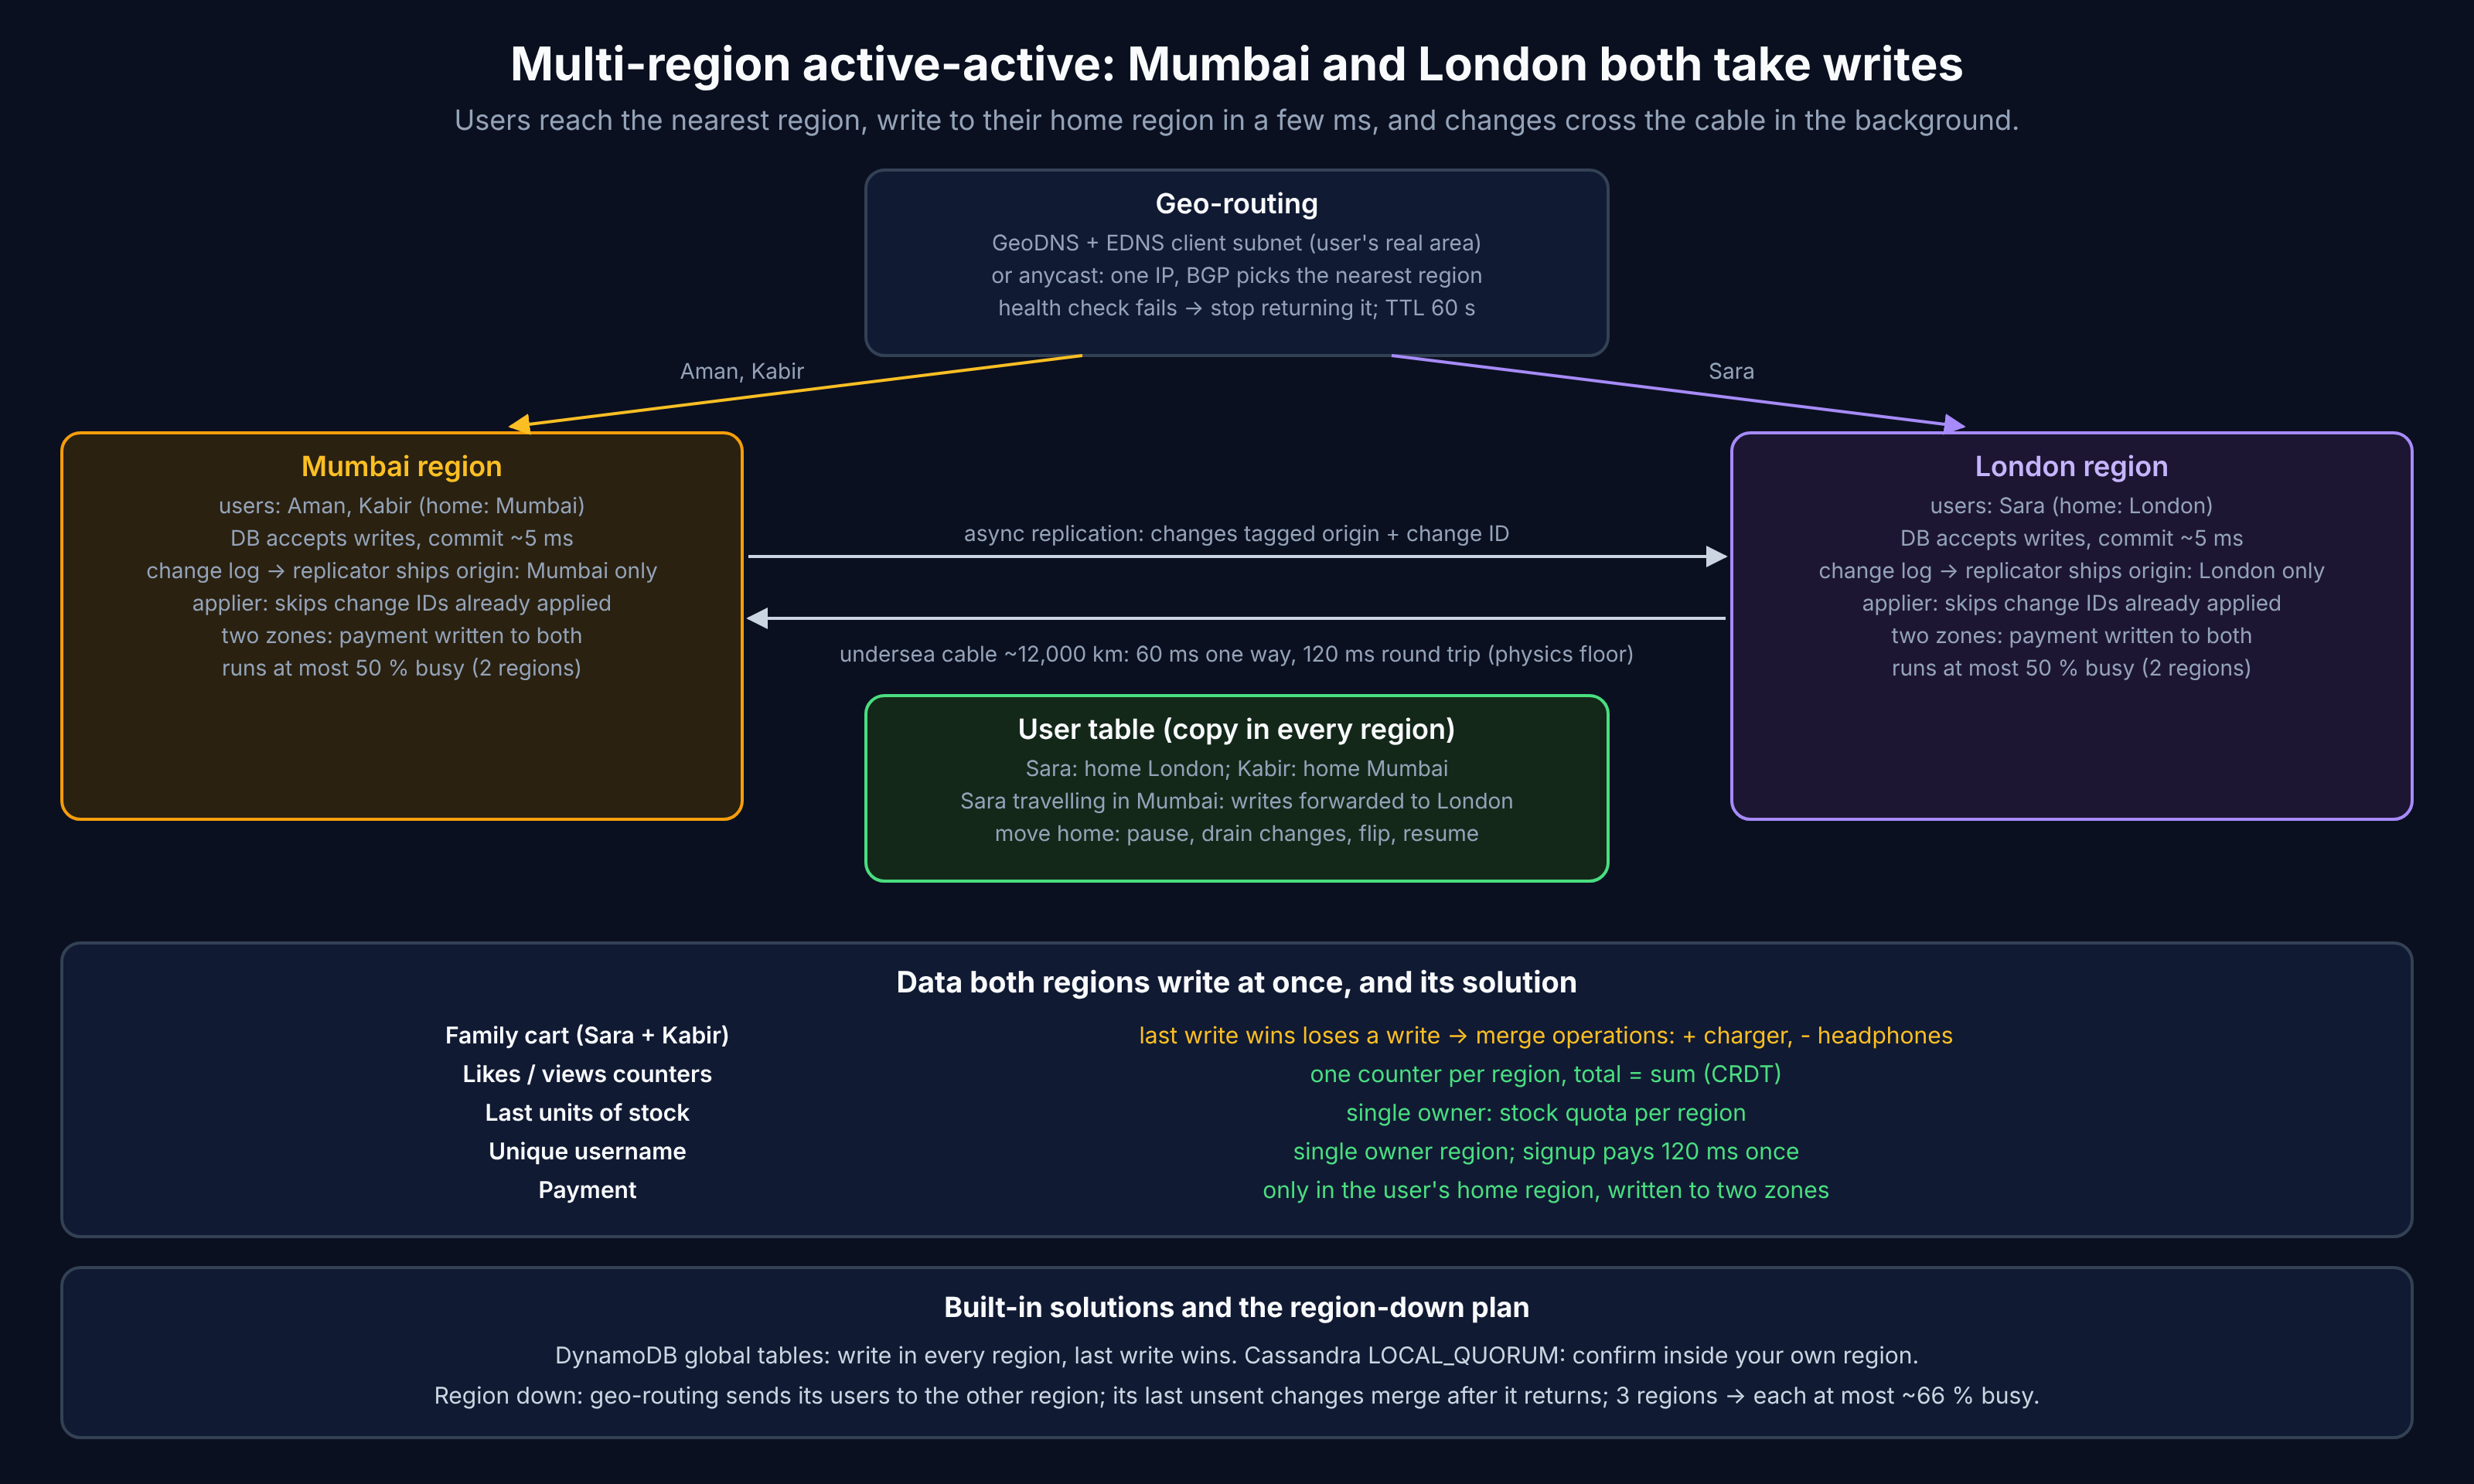 Multi-region active-active: Mumbai and London both take writes
Users reach the nearest region, write to their home region in a few ms, and changes cross the cable in the background.
Geo-routing
GeoDNS + EDNS client subnet (user's real area)
or anycast: one IP, BGP picks the nearest region
health check fails → stop returning it; TTL 60 s
Aman, Kabir
Sara
Mumbai region
users: Aman, Kabir (home: Mumbai)
DB accepts writes, commit ~5 ms
change log → replicator ships origin: Mumbai only
applier: skips change IDs already applied
two zones: payment written to both
runs at most 50 % busy (2 regions)
async replication: changes tagged origin + change ID
undersea cable ~12,000 km: 60 ms one way, 120 ms round trip (physics floor)
London region
users: Sara (home: London)
DB accepts writes, commit ~5 ms
change log → replicator ships origin: London only
applier: skips change IDs already applied
two zones: payment written to both
runs at most 50 % busy (2 regions)
User table (copy in every region)
Sara: home London; Kabir: home Mumbai
Sara travelling in Mumbai: writes forwarded to London
move home: pause, drain changes, flip, resume
Data both regions write at once, and its solution
Family cart (Sara + Kabir) last write wins loses a write → merge operations: + charger, - headphones
Likes / views counters one counter per region, total = sum (CRDT)
Last units of stock single owner: stock quota per region
Unique username single owner region; signup pays 120 ms once
Payment only in the user's home region, written to two zones
Built-in solutions and the region-down plan
DynamoDB global tables: write in every region, last write wins. Cassandra LOCAL_QUORUM: confirm inside your own region.
Region down: geo-routing sends its users to the other region; its last unsent changes merge after it returns; 3 regions → each at most ~66 % busy.